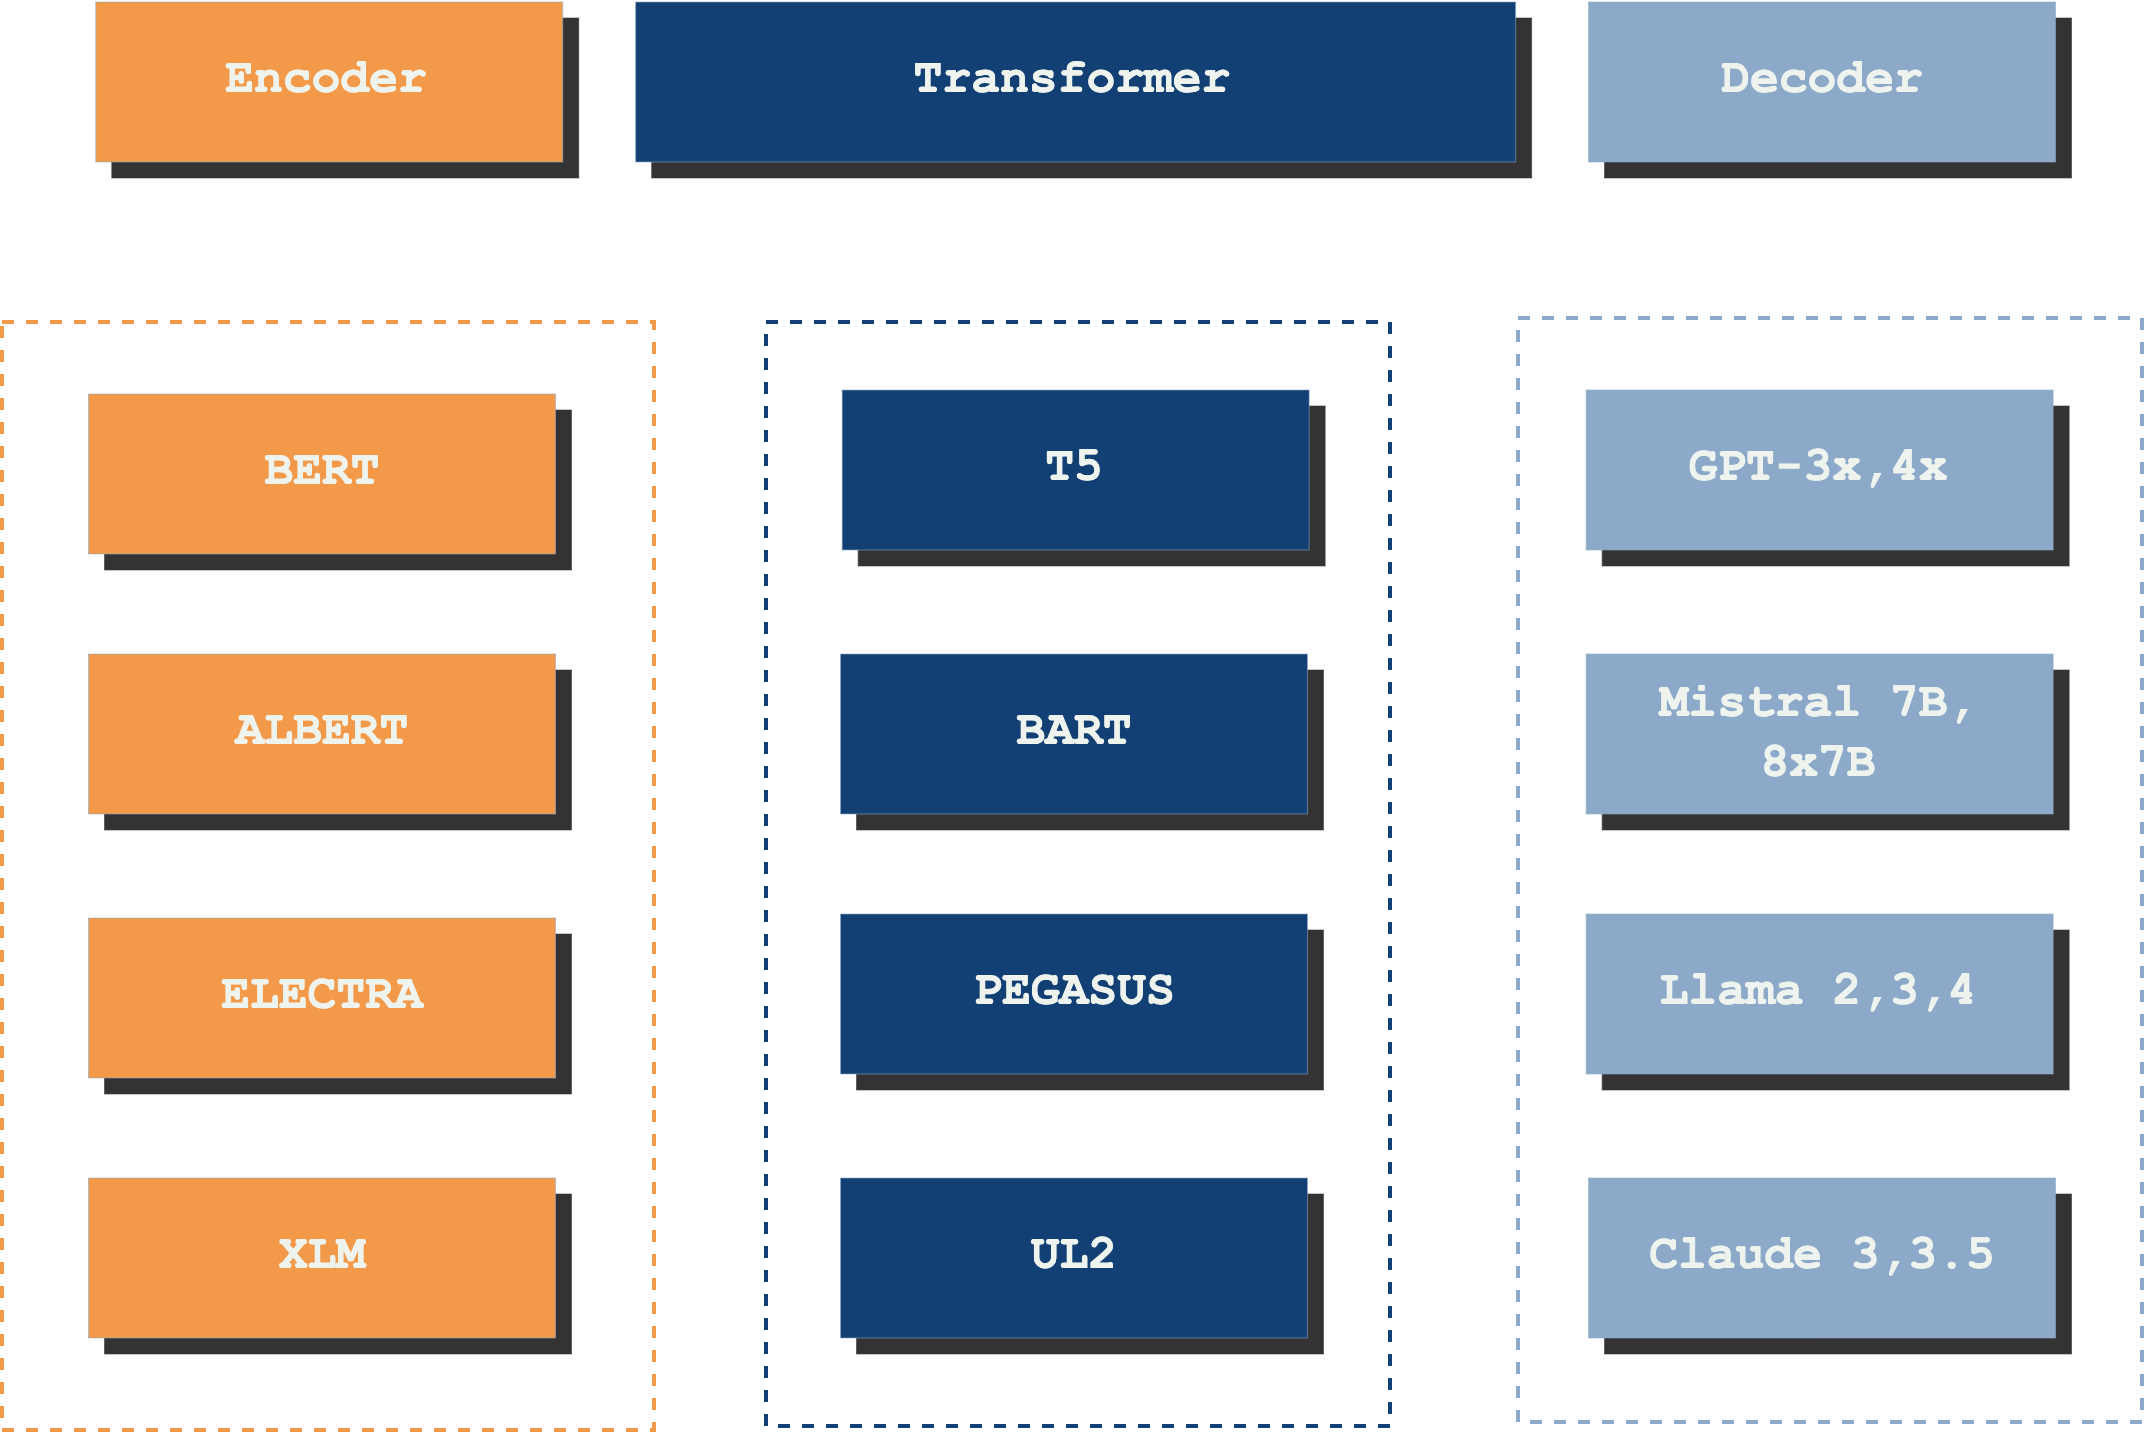 Encoder
Transformer
Decoder
BERT
T5
GPT-3x,4x
ALBERT
BART
Mistral 7B,
8x7B
ELECTRA
PEGASUS
Llama 2,3,4
XLM
UL2
Claude 3,3.5